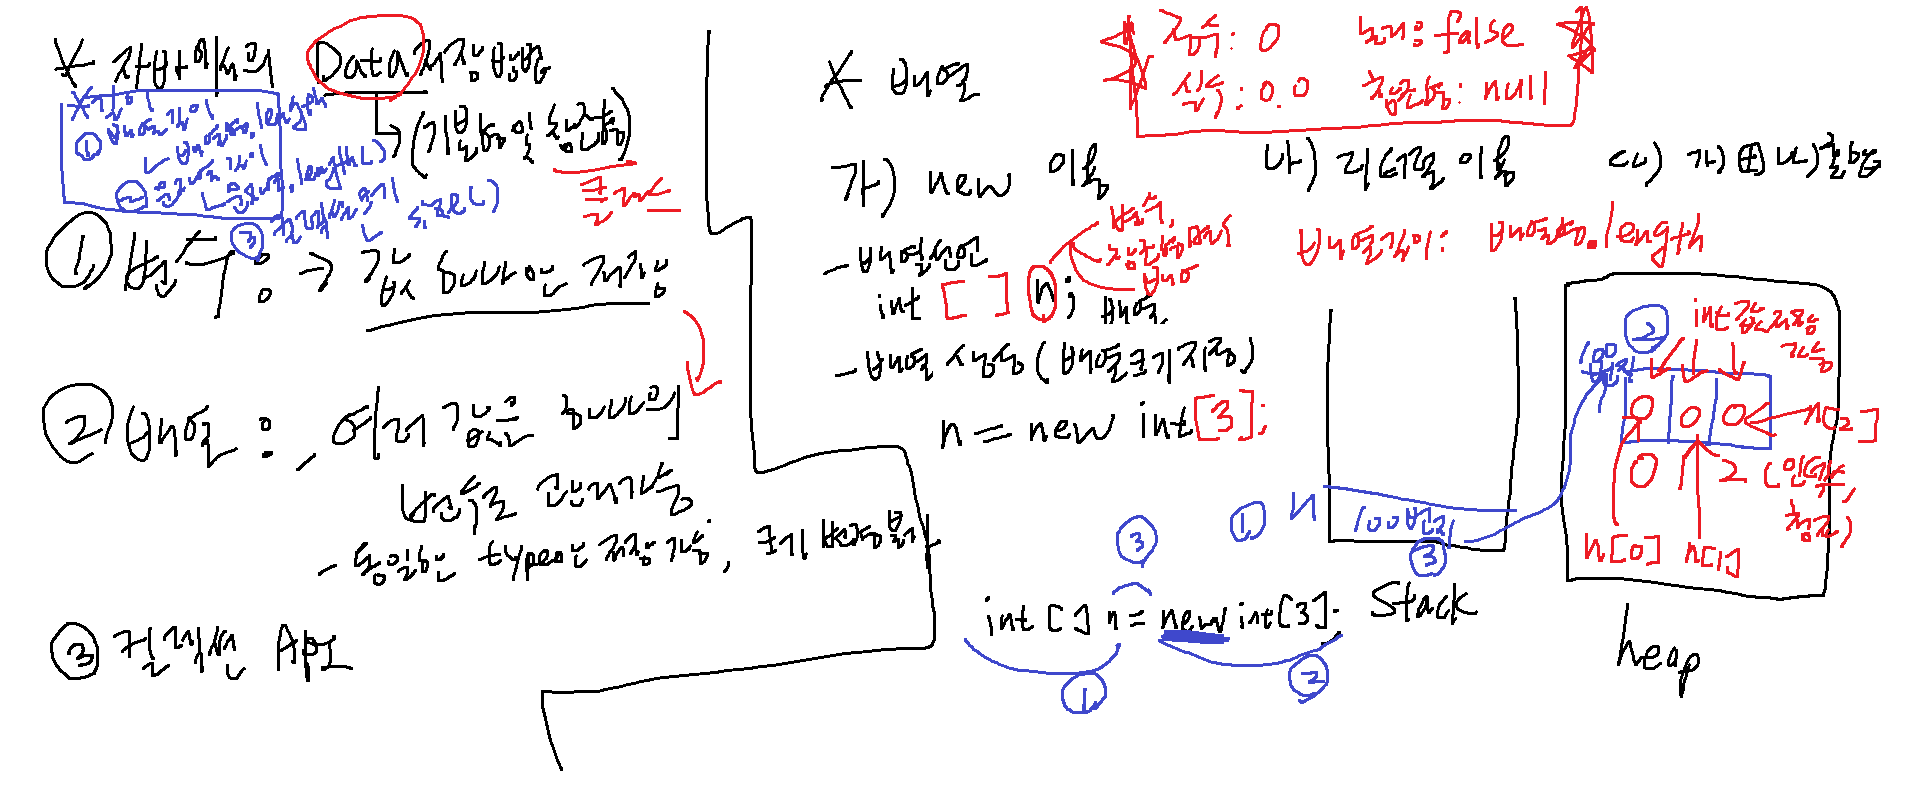 * 자바에서의 Data 저장방법
→ (기본형 및 참조형)
클래스
* 길이
① 배열길이
└ 배열명.length
② 문자열 길이
└ 문자열.length()
③ 컬렉션 크기
└ size()
① 변수 : → 값 하나만 저장
② 배열 : - 여러 값을 하나의
변수로 관리가능
- 동일한 type만 저장 가능, 크기 변경 불가
③ 컬렉션 API
* 배열
정수 : 0 논리 : false
실수 : 0.0 참조형 : null
가) new 이용
나) 리터럴 이용
다) 가) 나) 혼합
배열길이 : 배열명.length
- 배열선언
int [ ] n;
변수,
참조형 변수
배열
- 배열 생성 (배열크기지정)
n = new int[3];
① n
100번지
③
Stack
② int값 저장
가능
100
번지
0 0 0
n[2]
0 1 2 (인덱스,
첨자)
n[0] n[1]
heap
③
int [] n = new int[3].
① ②